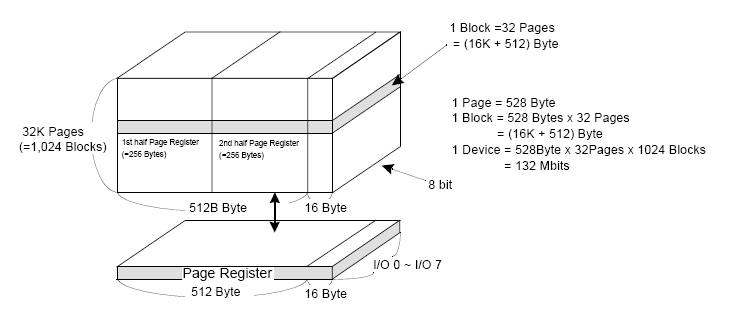 1 Block =32 Pages
= (16K + 512) Byte
32K Pages
(=1,024 Blocks)
1st half Page Register
(=256 Bytes)
2nd half Page Register
(=256 Bytes)
1 Page = 528 Byte
1 Block = 528 Bytes x 32 Pages
= (16K + 512) Byte
1 Device = 528Byte x 32Pages x 1024 Blocks
= 132 Mbits
8 bit
512B Byte
16 Byte
I/O 0 ~ I/O 7
Page Register
512 Byte
16 Byte